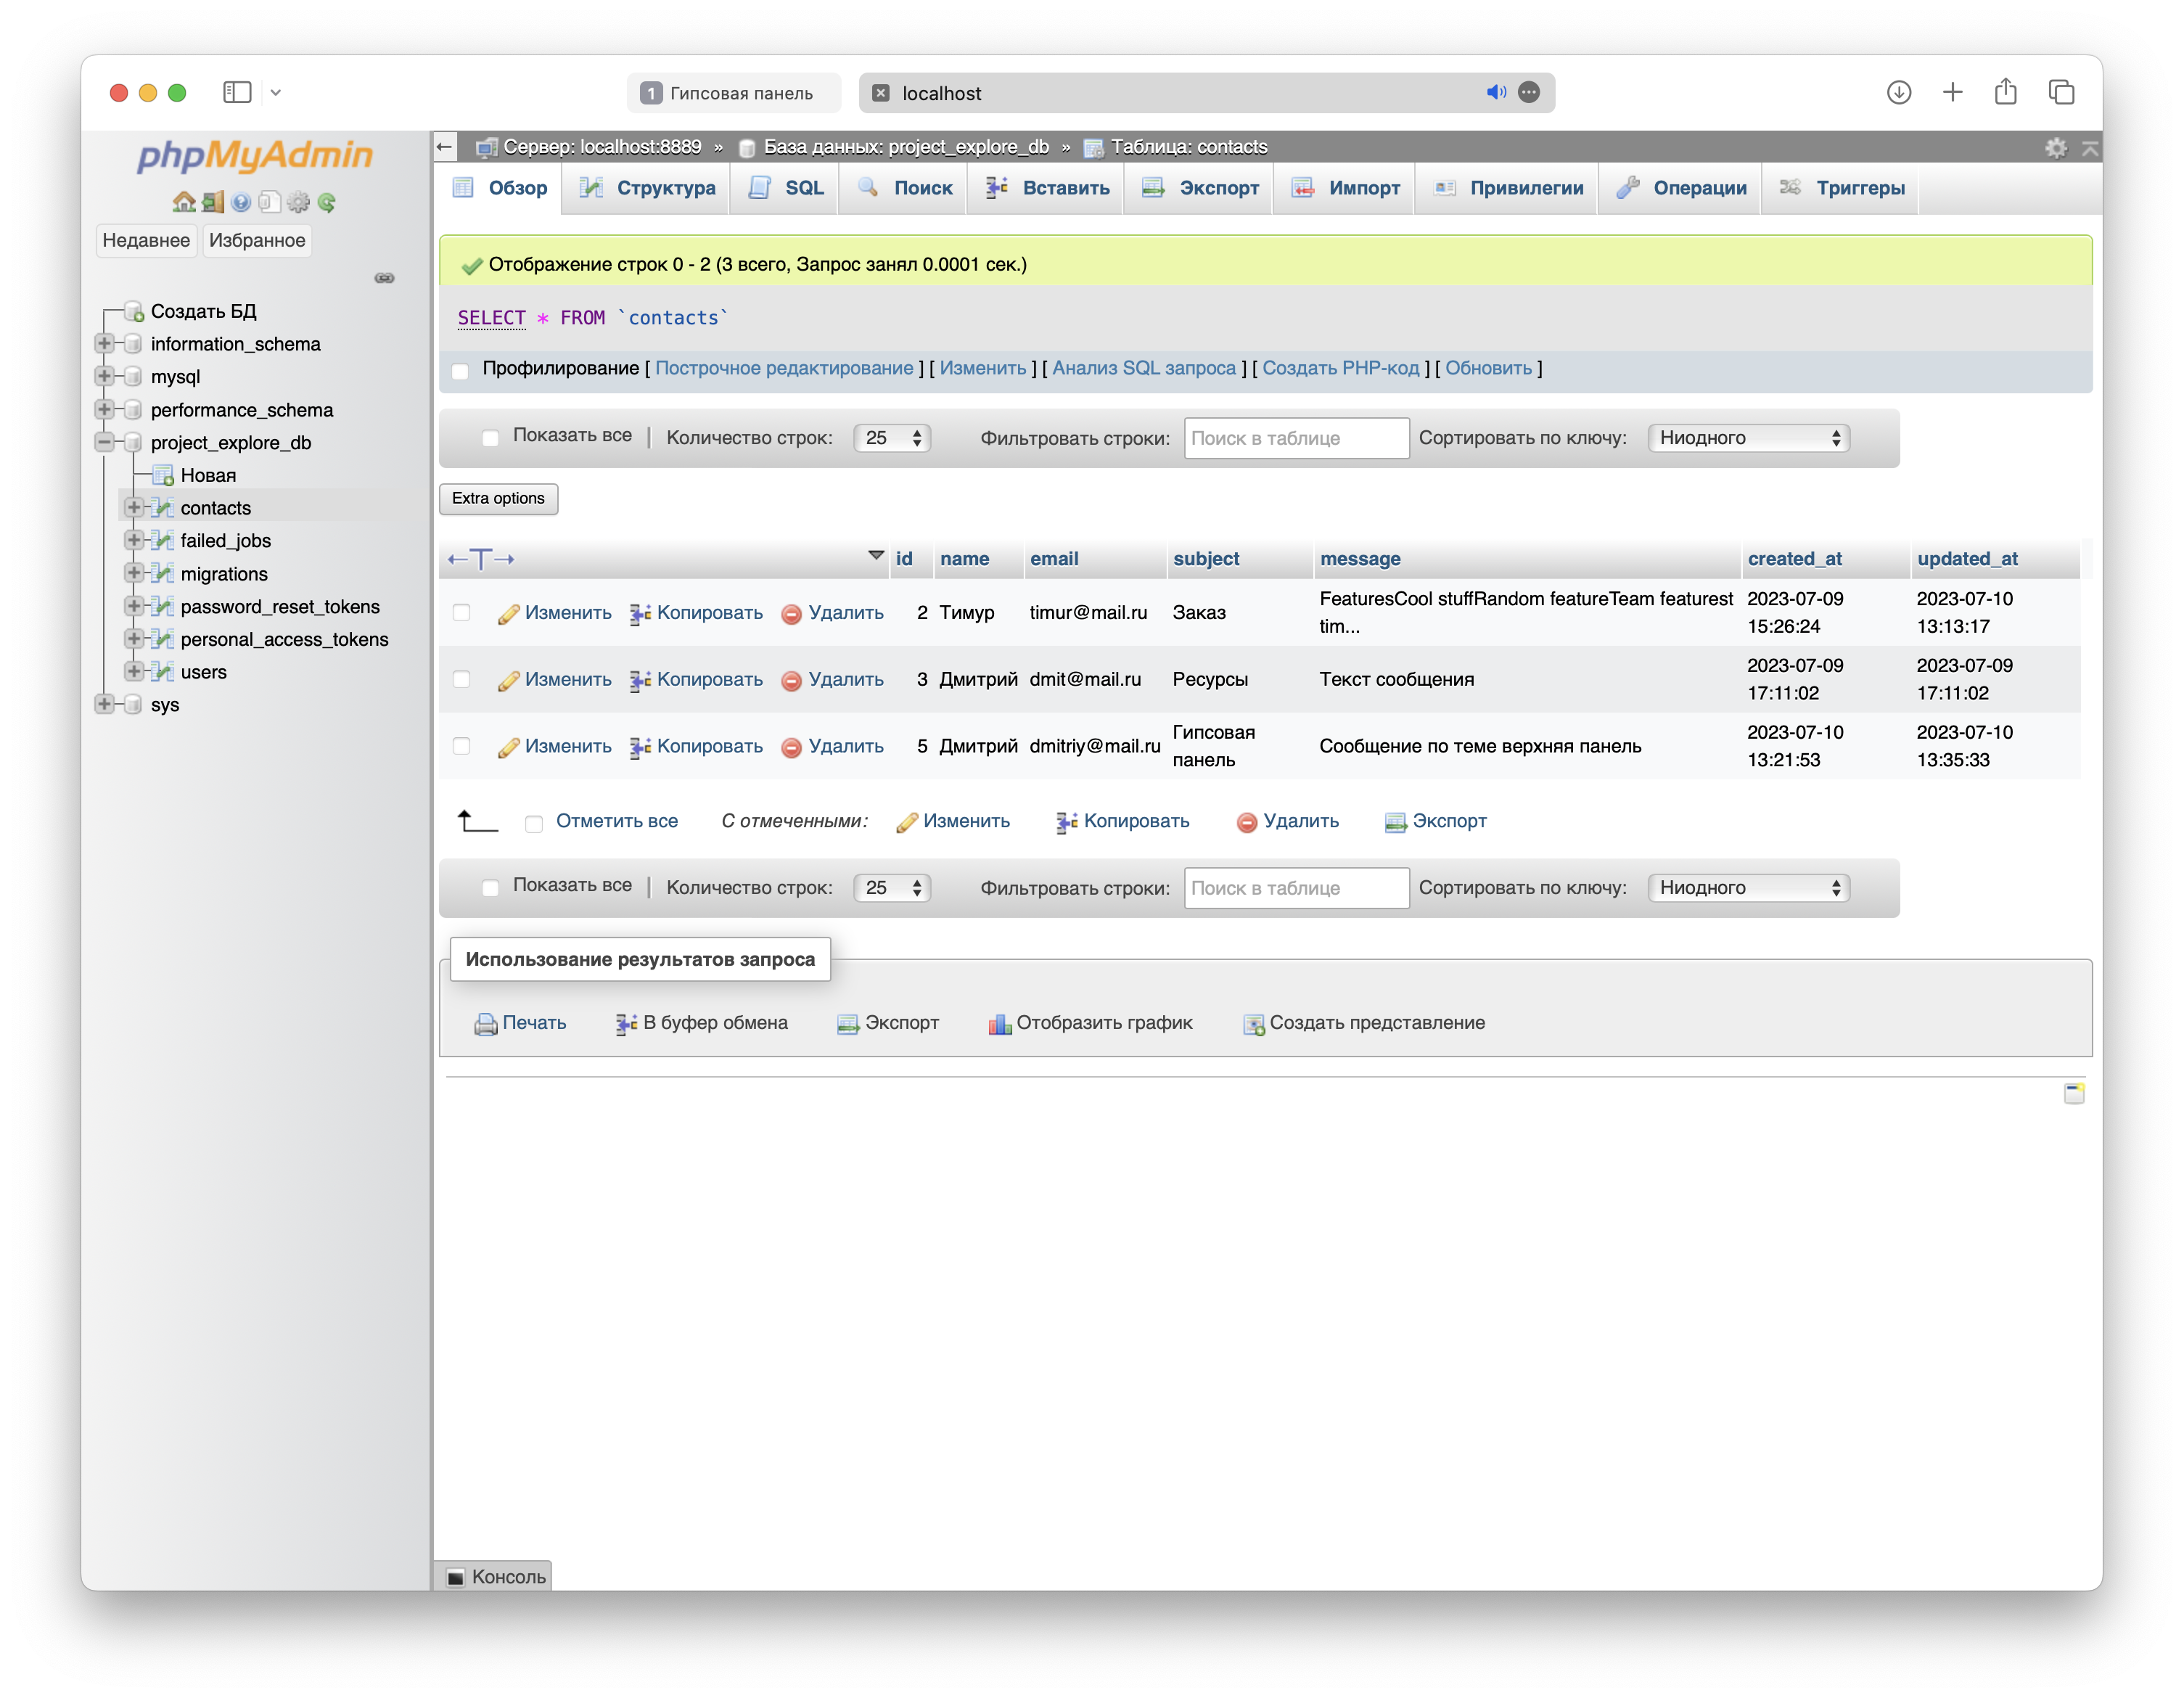 1 Гипсовая панель
localhost
phpMyAdmin
Недавнее Избранное
Создать БД
information_schema
mysql
performance_schema
project_explore_db
Новая
contacts
failed_jobs
migrations
password_reset_tokens
personal_access_tokens
users
sys
Сервер: localhost:8889 » База данных: project_explore_db » Таблица: contacts
Обзор Структура SQL Поиск Вставить Экспорт Импорт Привилегии Операции Триггеры
Отображение строк 0 - 2 (3 всего, Запрос занял 0.0001 сек.)
SELECT * FROM `contacts`
Профилирование [ Построчное редактирование ] [ Изменить ] [ Анализ SQL запроса ] [ Создать PHP-код ] [ Обновить ]
Показать все | Количество строк: 25 Фильтровать строки: Поиск в таблице Сортировать по ключу: Ниодного
Extra options
←T→ id name email subject message created_at updated_at
Изменить Копировать Удалить 2 Тимур timur@mail.ru Заказ FeaturesCool stuffRandom featureTeam featurest tim... 2023-07-09 15:26:24 2023-07-10 13:13:17
Изменить Копировать Удалить 3 Дмитрий dmit@mail.ru Ресурсы Текст сообщения 2023-07-09 17:11:02 2023-07-09 17:11:02
Изменить Копировать Удалить 5 Дмитрий dmitriy@mail.ru Гипсовая панель Сообщение по теме верхняя панель 2023-07-10 13:21:53 2023-07-10 13:35:33
Отметить все С отмеченными: Изменить Копировать Удалить Экспорт
Показать все | Количество строк: 25 Фильтровать строки: Поиск в таблице Сортировать по ключу: Ниодного
Использование результатов запроса
Печать В буфер обмена Экспорт Отобразить график Создать представление
Консоль